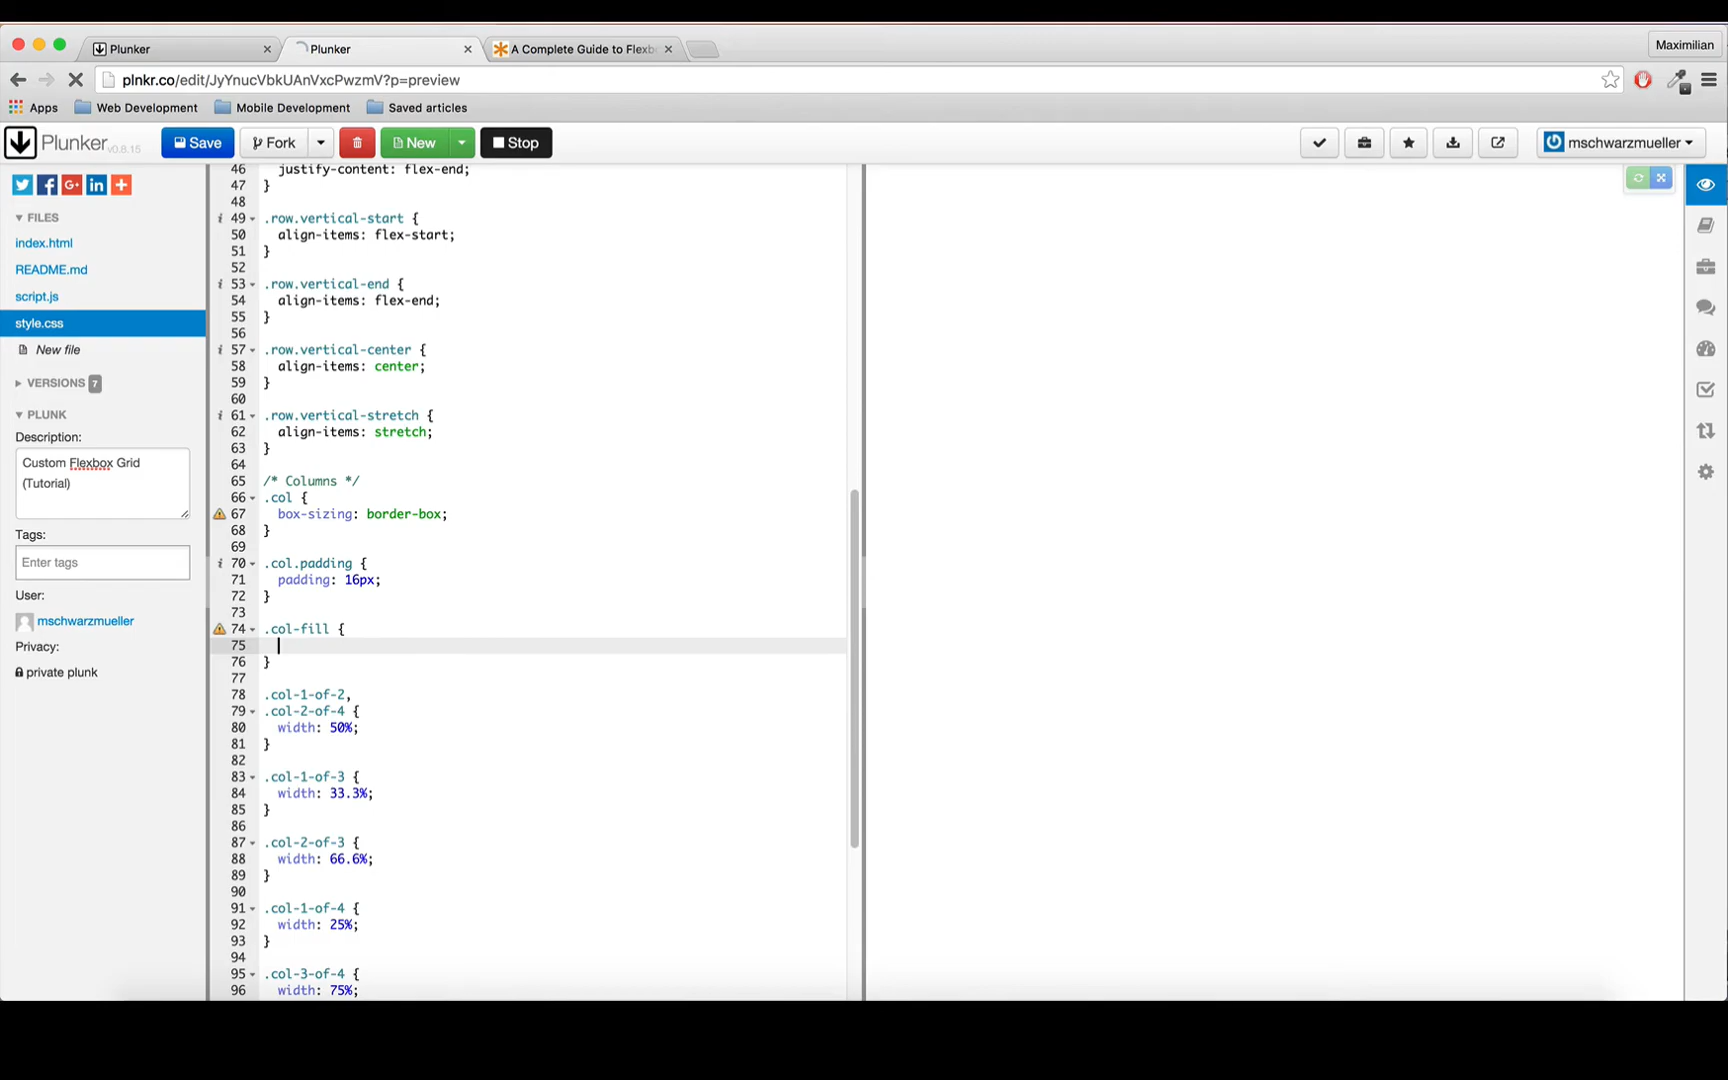 Plunker
Plunker
A Complete Guide to Flexb
Maximilian
plnkr.co/edit/JyYnucVbkUAnVxcPwzmV?p=preview
Apps Web Development Mobile Development Saved articles
Plunker v0.8.15 Save Fork New Stop mschwarzmueller
FILES
index.html
README.md
script.js
style.css
New file
VERSIONS 7
PLUNK
Description:
Custom Flexbox Grid
(Tutorial)
Tags:
Enter tags
User:
mschwarzmueller
Privacy:
private plunk
46 justify-content: flex-end;
47 }
48
49 .row.vertical-start {
50 align-items: flex-start;
51 }
52
53 .row.vertical-end {
54 align-items: flex-end;
55 }
56
57 .row.vertical-center {
58 align-items: center;
59 }
60
61 .row.vertical-stretch {
62 align-items: stretch;
63 }
64
65 /* Columns */
66 .col {
67 box-sizing: border-box;
68 }
69
70 .col.padding {
71 padding: 16px;
72 }
73
74 .col-fill {
75
76 }
77
78 .col-1-of-2,
79 .col-2-of-4 {
80 width: 50%;
81 }
82
83 .col-1-of-3 {
84 width: 33.3%;
85 }
86
87 .col-2-of-3 {
88 width: 66.6%;
89 }
90
91 .col-1-of-4 {
92 width: 25%;
93 }
94
95 .col-3-of-4 {
96 width: 75%;